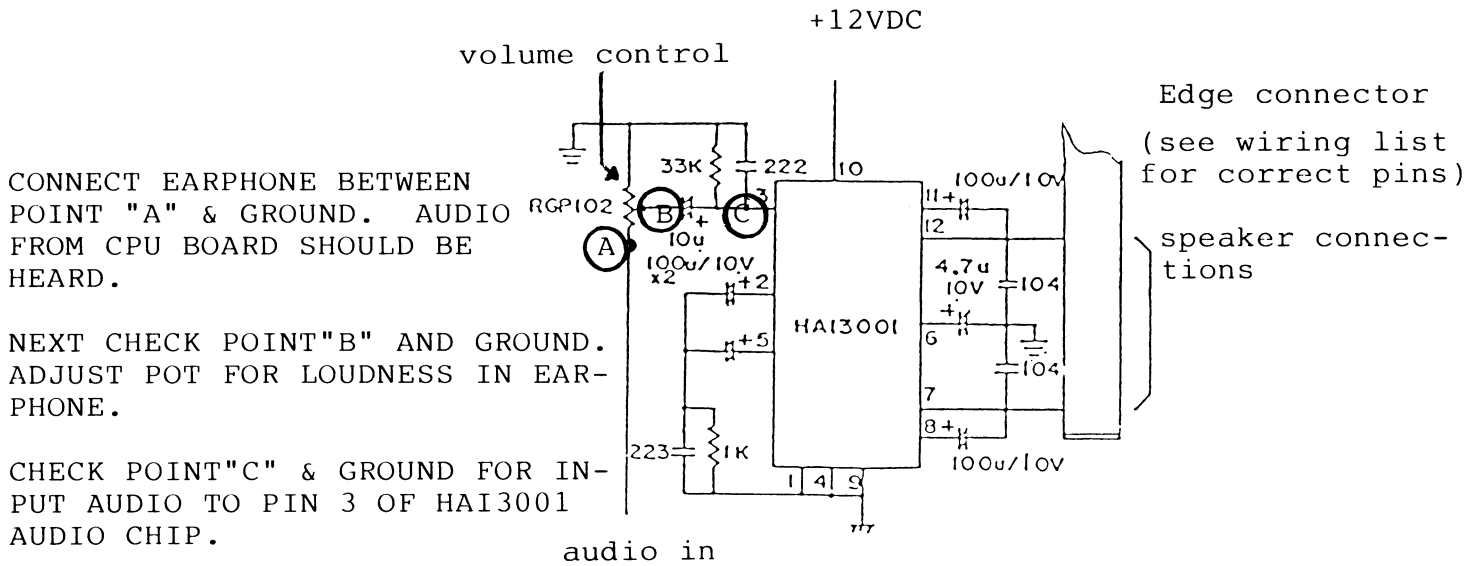 +12VDC
volume control
Edge connector
(see wiring list
for correct pins)
speaker connec-
tions
CONNECT EARPHONE BETWEEN
POINT "A" & GROUND. AUDIO
FROM CPU BOARD SHOULD BE
HEARD.
NEXT CHECK POINT"B" AND GROUND.
ADJUST POT FOR LOUDNESS IN EAR-
PHONE.
CHECK POINT"C" & GROUND FOR IN-
PUT AUDIO TO PIN 3 OF HA13001
AUDIO CHIP.
33K
222
10
RGP102
B
C
3
A
+
10u
100u/10V
x2
+2
+5
HA13001
11+
100u/10V
12
4.7u
10V
104
+
6
104
7
8+
100u/10V
223
1K
1 4 9
audio in